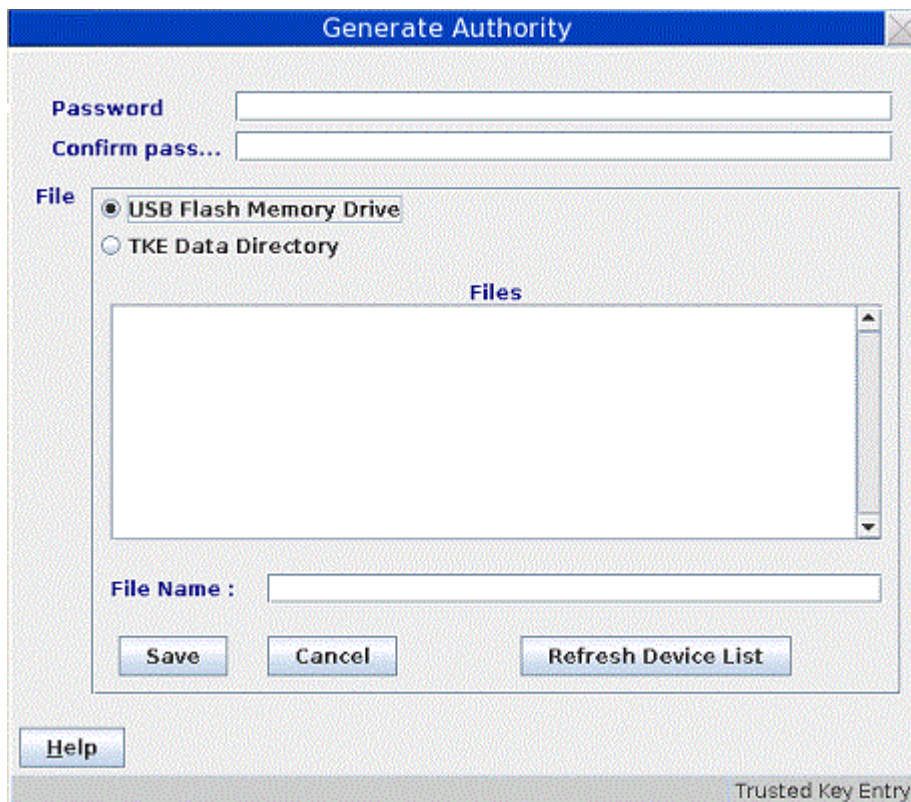 Generate Authority
Password
Confirm pass...
File
USB Flash Memory Drive
TKE Data Directory
Files
File Name :
Save Cancel Refresh Device List
Help
Trusted Key Entry